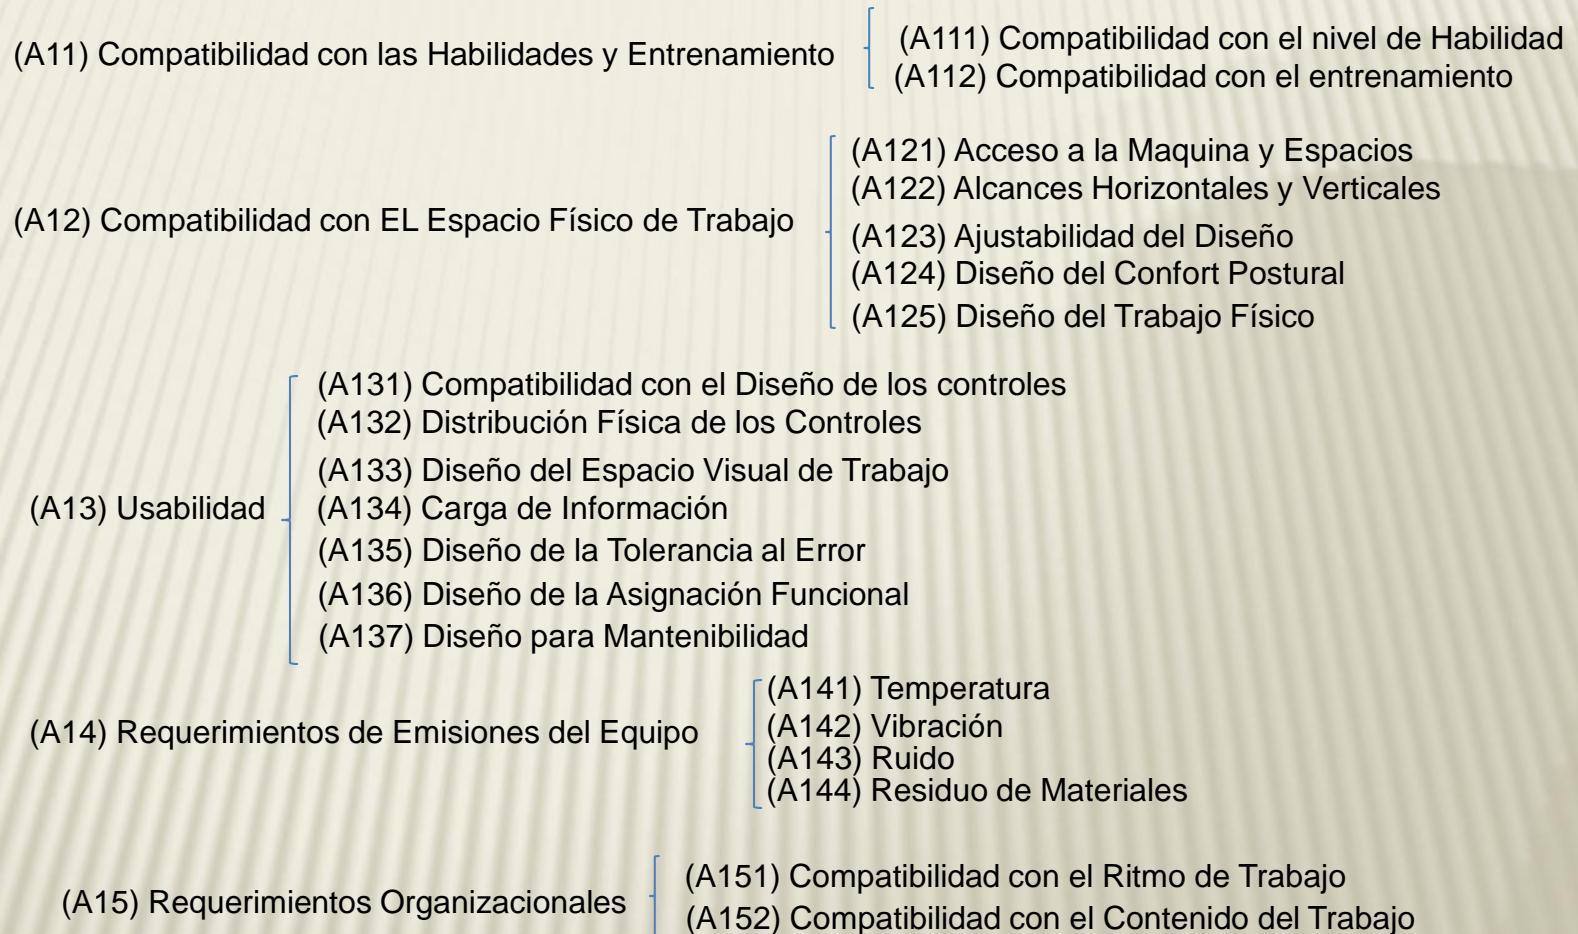 (A11) Compatibilidad con las Habilidades y Entrenamiento
(A111) Compatibilidad con el nivel de Habilidad
(A112) Compatibilidad con el entrenamiento
(A12) Compatibilidad con EL Espacio Físico de Trabajo
(A121) Acceso a la Maquina y Espacios
(A122) Alcances Horizontales y Verticales
(A123) Ajustabilidad del Diseño
(A124) Diseño del Confort Postural
(A125) Diseño del Trabajo Físico
(A13) Usabilidad
(A131) Compatibilidad con el Diseño de los controles
(A132) Distribución Física de los Controles
(A133) Diseño del Espacio Visual de Trabajo
(A134) Carga de Información
(A135) Diseño de la Tolerancia al Error
(A136) Diseño de la Asignación Funcional
(A137) Diseño para Mantenibilidad
(A14) Requerimientos de Emisiones del Equipo
(A141) Temperatura
(A142) Vibración
(A143) Ruido
(A144) Residuo de Materiales
(A15) Requerimientos Organizacionales
(A151) Compatibilidad con el Ritmo de Trabajo
(A152) Compatibilidad con el Contenido del Trabajo